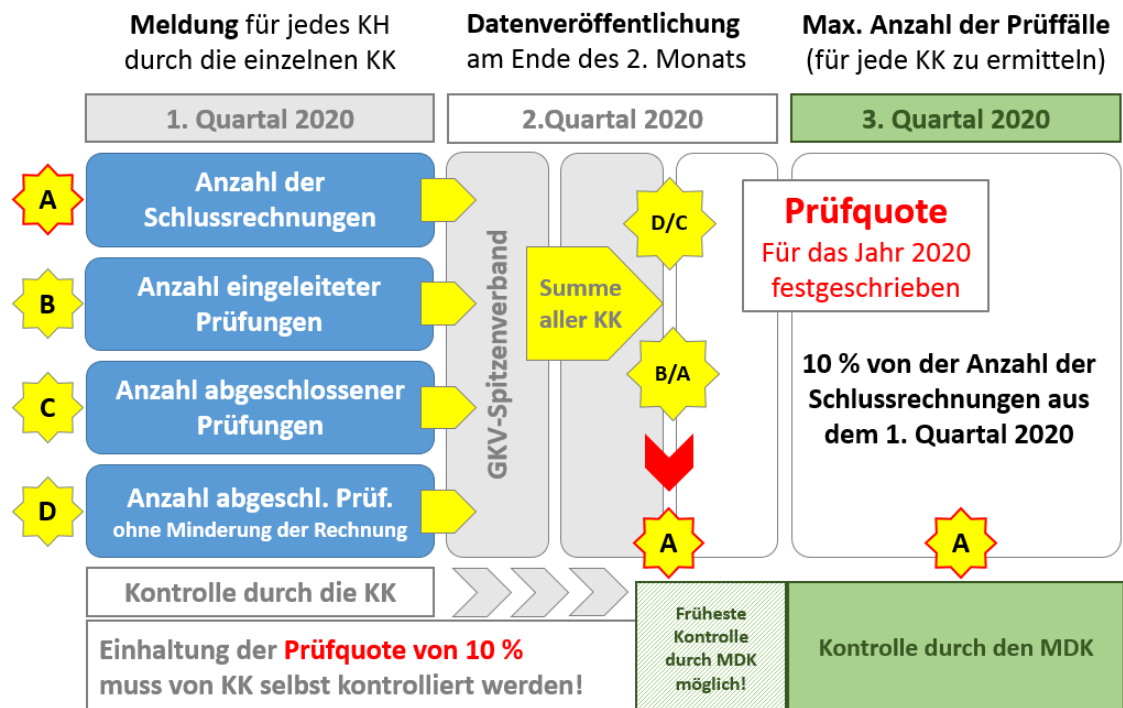 Meldung für jedes KH
durch die einzelnen KK
Datenveröffentlichung
am Ende des 2. Monats
Max. Anzahl der Prüffälle
(für jede KK zu ermitteln)
1. Quartal 2020
2.Quartal 2020
3. Quartal 2020
A
Anzahl der
Schlussrechnungen
B
Anzahl eingeleiteter
Prüfungen
C
Anzahl abgeschlossener
Prüfungen
D
Anzahl abgeschl. Prüf.
ohne Minderung der Rechnung
GKV-Spitzenverband
Summe
aller KK
D/C
B/A
A
Prüfquote
Für das Jahr 2020
festgeschrieben
10 % von der Anzahl der
Schlussrechnungen aus
dem 1. Quartal 2020
A
Kontrolle durch die KK
Einhaltung der Prüfquote von 10 %
muss von KK selbst kontrolliert werden!
Früheste
Kontrolle
durch MDK
möglich!
Kontrolle durch den MDK